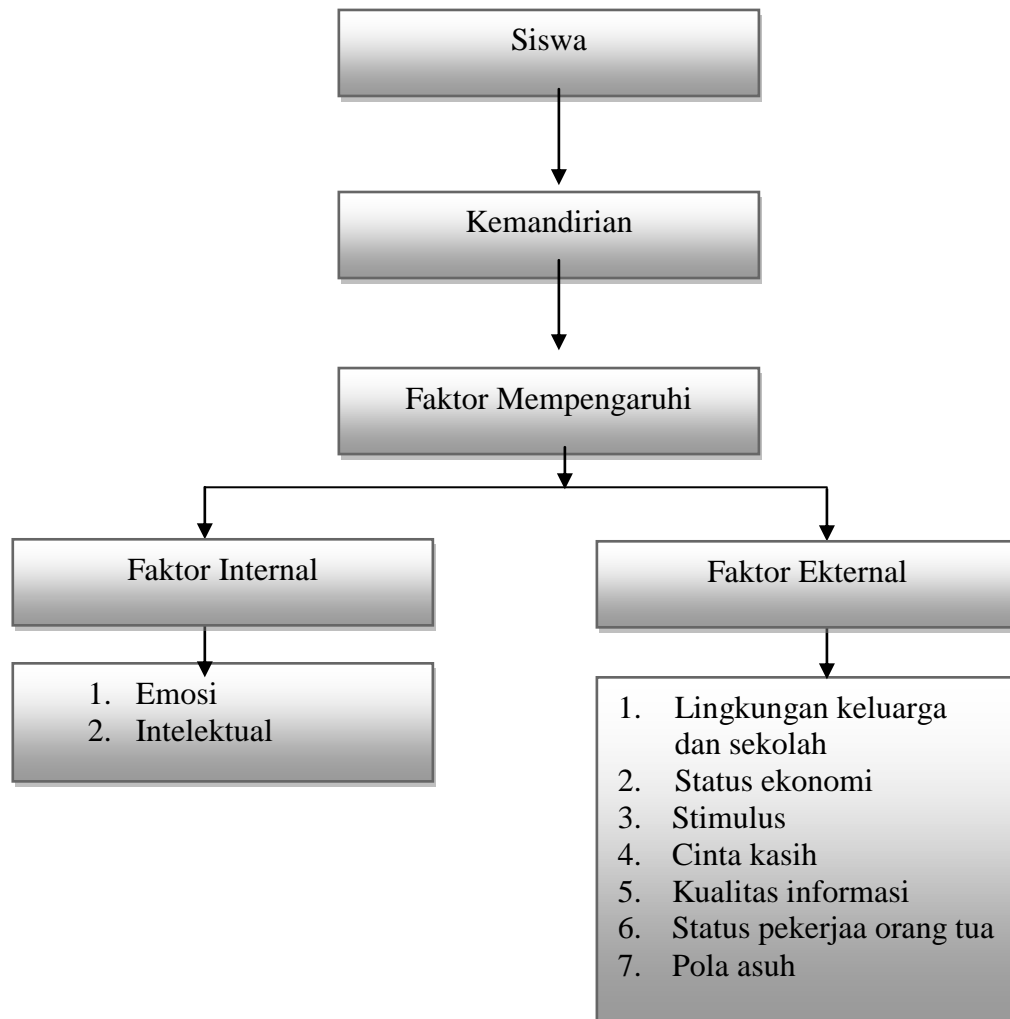 Siswa
Kemandirian
Faktor Mempengaruhi
Faktor Internal
1. Emosi
2. Intelektual
Faktor Ekternal
1. Lingkungan keluarga
dan sekolah
2. Status ekonomi
3. Stimulus
4. Cinta kasih
5. Kualitas informasi
6. Status pekerjaa orang tua
7. Pola asuh